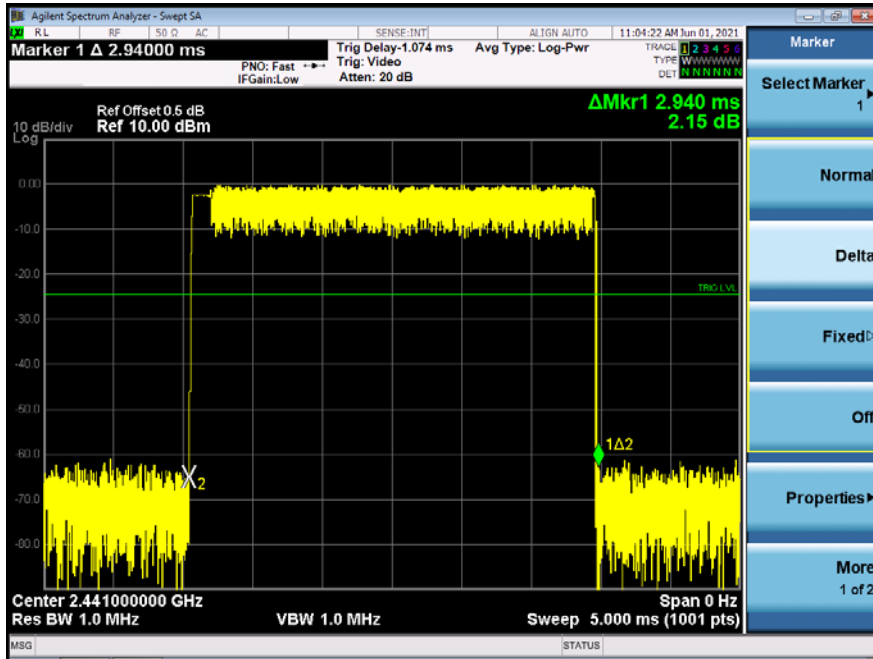 Agilent Spectrum Analyzer - Swept SA
LXI RL RF 50 Ω AC SENSE:INT ALIGN AUTO 11:04:22 AM Jun 01, 2021
Marker 1 Δ 2.94000 ms
PNO: Fast
IFGain:Low
Trig Delay-1.074 ms
Trig: Video
Atten: 20 dB
Avg Type: Log-Pwr
TRACE 1 2 3 4 5 6
TYPE WWWWWWW
DET N N N N N N
Ref Offset 0.5 dB
10 dB/div Ref 10.00 dBm
Log
ΔMkr1 2.940 ms
2.15 dB
0.00
-10.0
-20.0
TRIG LVL
-30.0
-40.0
-50.0
-60.0
1Δ2
2
-70.0
-80.0
Center 2.441000000 GHz Span 0 Hz
Res BW 1.0 MHz VBW 1.0 MHz Sweep 5.000 ms (1001 pts)
MSG STATUS
Marker
Select Marker
1
Normal
Delta
Fixed
Off
Properties
More
1 of 2